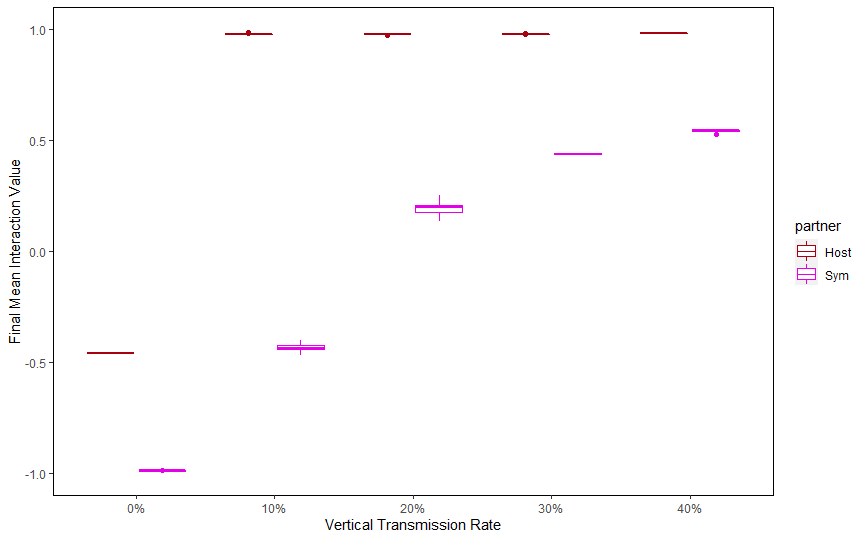 Final Mean Interaction Value
1.0
0.5
0.0
-0.5
-1.0
0%
10%
20%
30%
40%
Vertical Transmission Rate
partner
Host
Sym